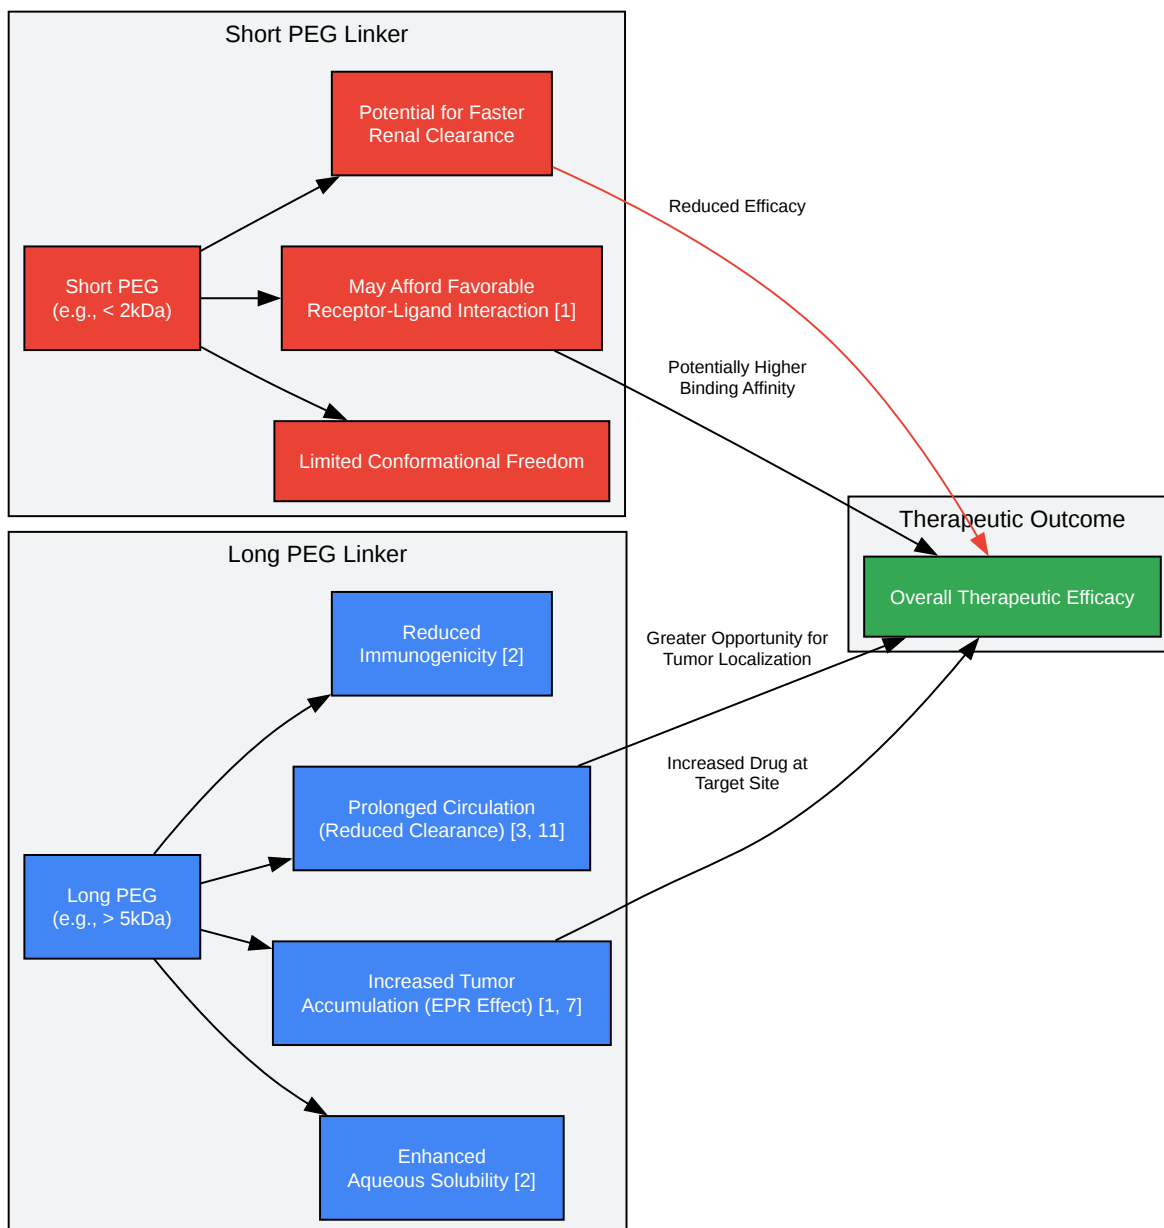 Short PEG Linker
Potential for Faster
Renal Clearance
Reduced Efficacy
Short PEG
(e.g., < 2kDa)
May Afford Favorable
Receptor-Ligand Interaction [1]
Potentially Higher
Binding Affinity
Limited Conformational Freedom
Therapeutic Outcome
Overall Therapeutic Efficacy
Long PEG Linker
Reduced
Immunogenicity [2]
Greater Opportunity for
Tumor Localization
Prolonged Circulation
(Reduced Clearance) [3, 11]
Increased Drug at
Target Site
Long PEG
(e.g., > 5kDa)
Increased Tumor
Accumulation (EPR Effect) [1, 7]
Enhanced
Aqueous Solubility [2]